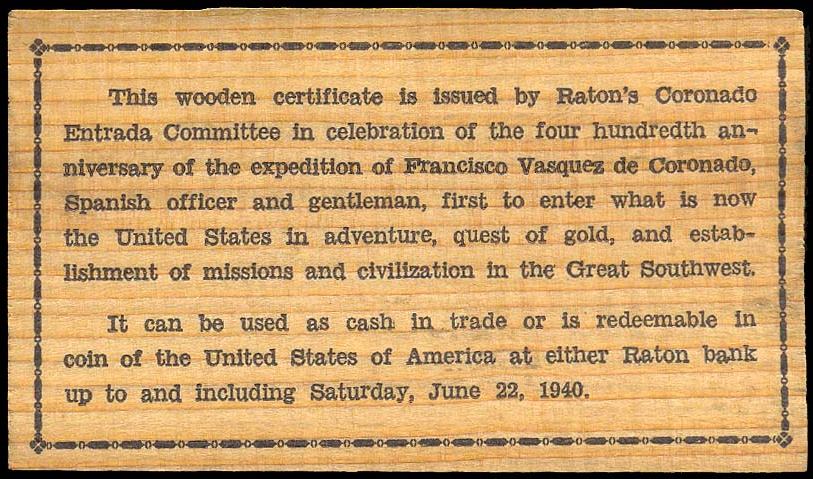 This wooden certificate is issued by Raton's Coronado
Entrada Committee in celebration of the four hundredth an-
niversary of the expedition of Francisco Vasquez de Coronado,
Spanish officer and gentleman, first to enter what is now
the United States in adventure, quest of gold, and estab-
lishment of missions and civilization in the Great Southwest.
It can be used as cash in trade or is redeemable in
coin of the United States of America at either Raton bank
up to and including Saturday, June 22, 1940.